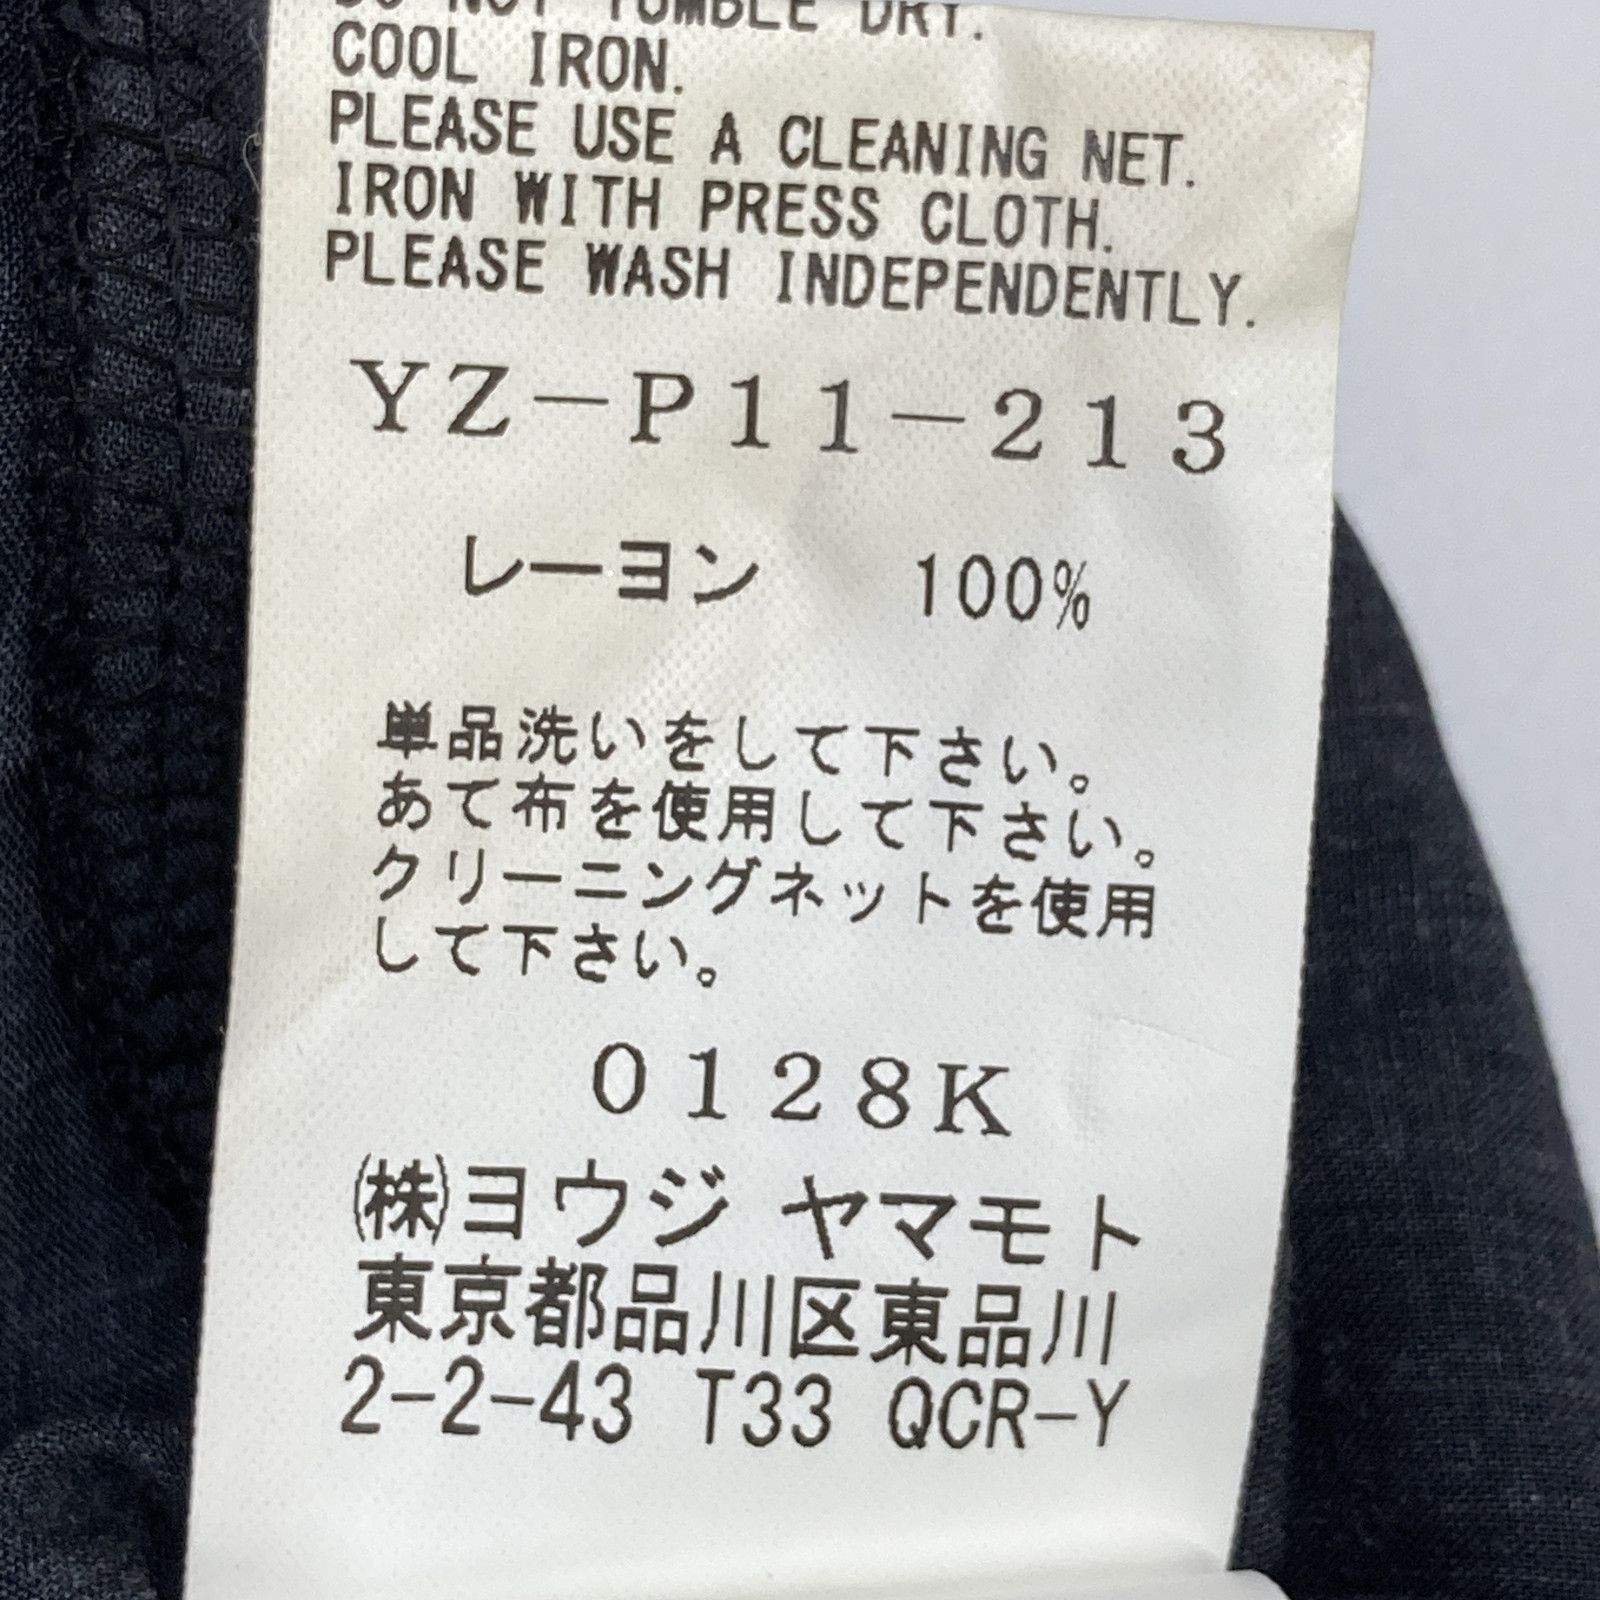 DO NOT TUMBLE DRY.
COOL IRON.
PLEASE USE A CLEANING NET.
IRON WITH PRESS CLOTH.
PLEASE WASH INDEPENDENTLY.
YZ-P11-213
レーヨン 100%
単品洗いをして下さい。
あて布を使用して下さい。
クリーニングネットを使用
して下さい。
0128K
㈱ヨウジ ヤマモト
東京都品川区東品川
2-2-43 T33 QCR-Y